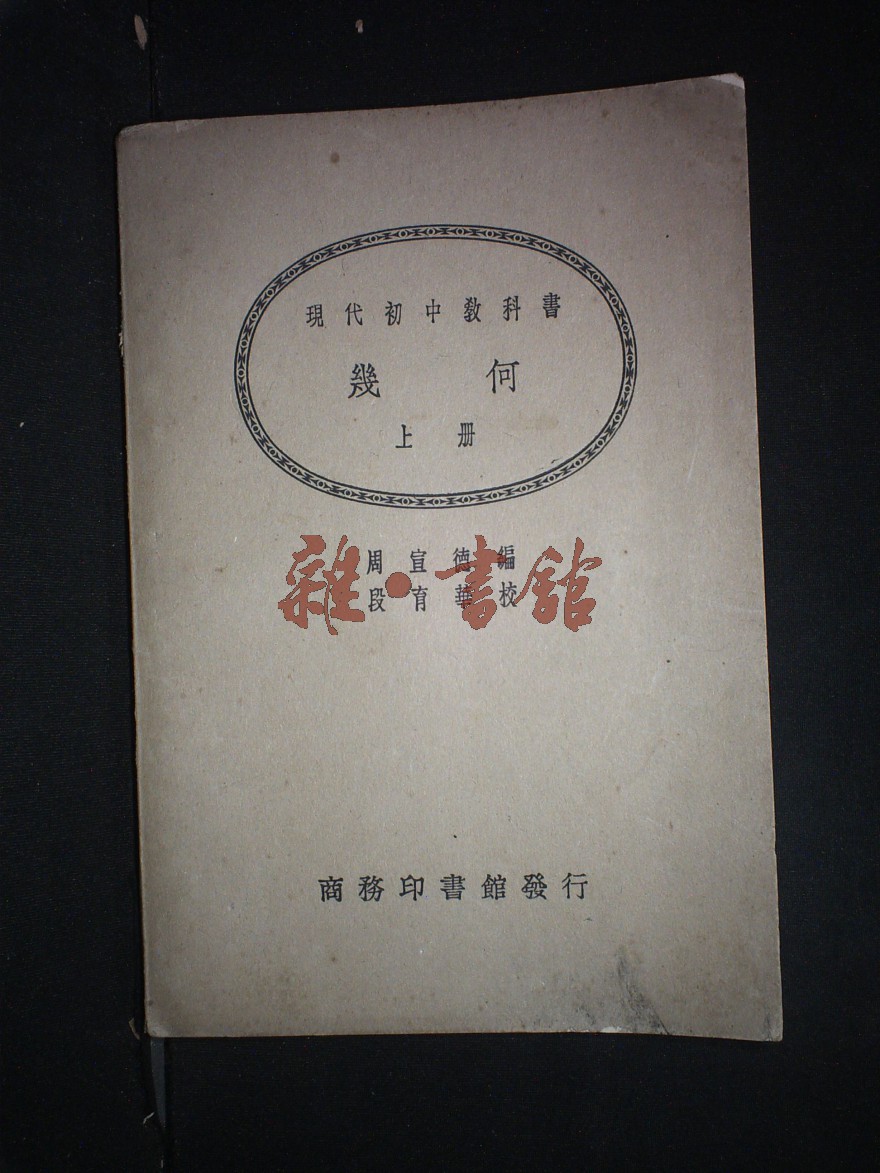 現代初中教科書
幾何
上册
周宣德編
段育華校
雜·書館
商務印書館發行